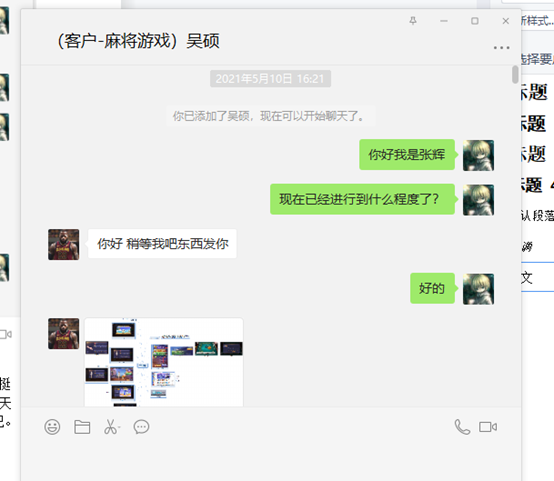 （客户-麻将游戏）吴硕
2021年5月10日 16:21
你已添加了吴硕，现在可以开始聊天了。
你好我是张辉
现在已经进行到什么程度了？
你好 稍等我吧东西发你
好的
新样式
选择要
标题
标题
标题
标题 4
认段落
文
挺
天
。